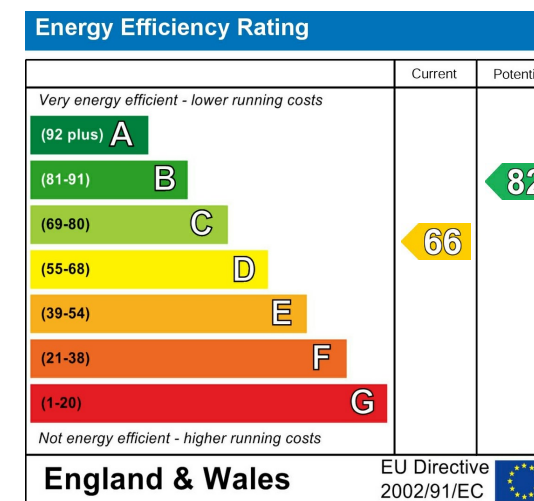 Energy Efficiency Rating
Current Potenti
Very energy efficient - lower running costs
(92 plus) A
(81-91) B
82
(69-80) C
66
(55-68) D
(39-54) E
(21-38) F
(1-20) G
Not energy efficient - higher running costs
England & Wales
EU Directive
2002/91/EC